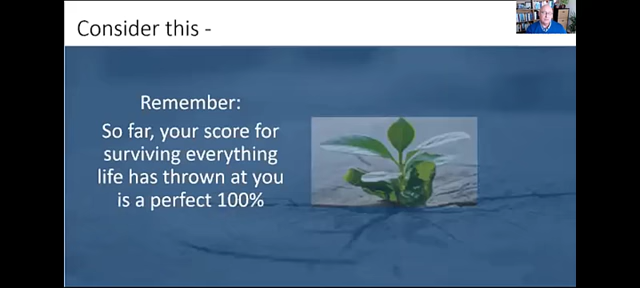 Consider this -
Remember:
So far, your score for
surviving everything
life has thrown at you
is a perfect 100%